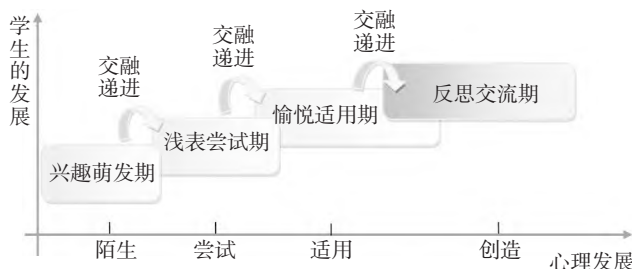 学生的发展
交融
递进
交融
递进
交融
递进
反思交流期
愉悦适用期
浅表尝试期
兴趣萌发期
陌生
尝试
适用
创造
心理发展